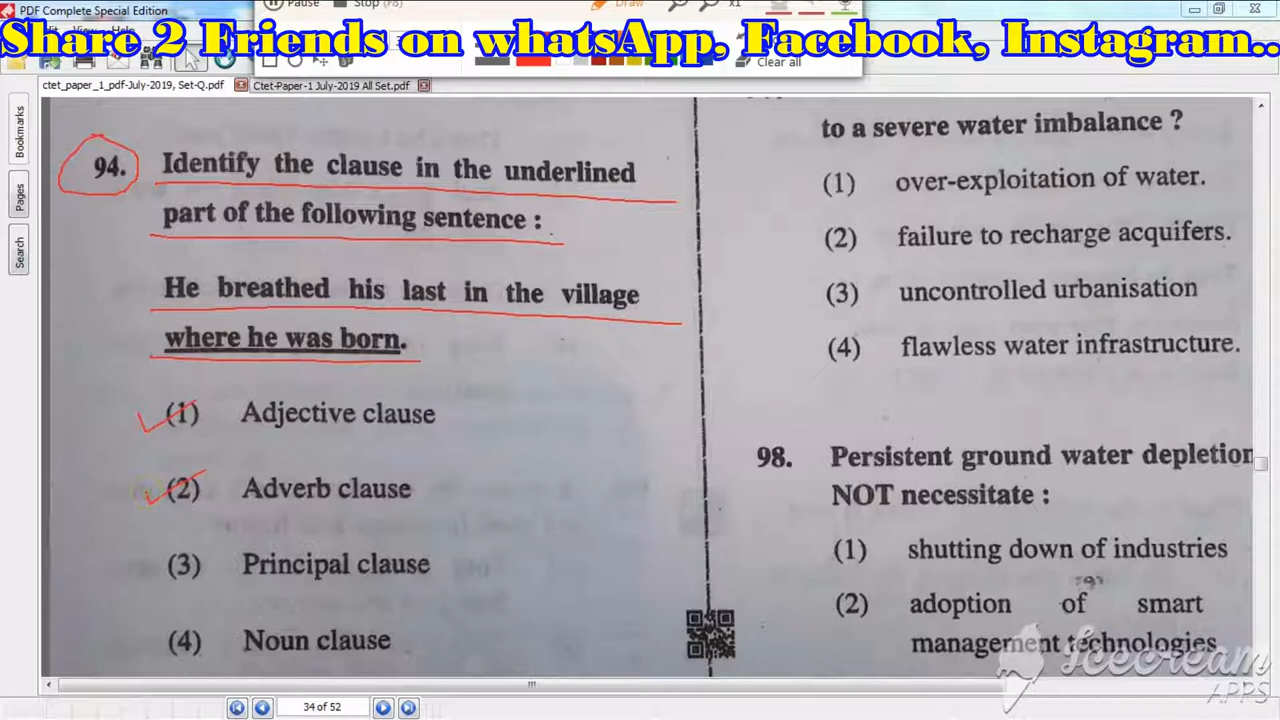 PDF Complete Special Edition
Pause
Stop (F8)
Draw
x1
Share 2 Friends on whatsApp, Facebook, Instagram..
Clear all
ctet_paper_1_pdf-July-2019, Set-Q.pdf
Ctet-Paper-1 July-2019 All Set.pdf
Bookmarks
Pages
Search
94. Identify the clause in the underlined
part of the following sentence :
He breathed his last in the village
where he was born.
(1) Adjective clause
(2) Adverb clause
(3) Principal clause
(4) Noun clause
to a severe water imbalance ?
(1) over-exploitation of water.
(2) failure to recharge acquifers.
(3) uncontrolled urbanisation
(4) flawless water infrastructure.
98. Persistent ground water depletion
NOT necessitate :
(1) shutting down of industries
(2) adoption of smart
management technologies
Icecream
APPS
34 of 52